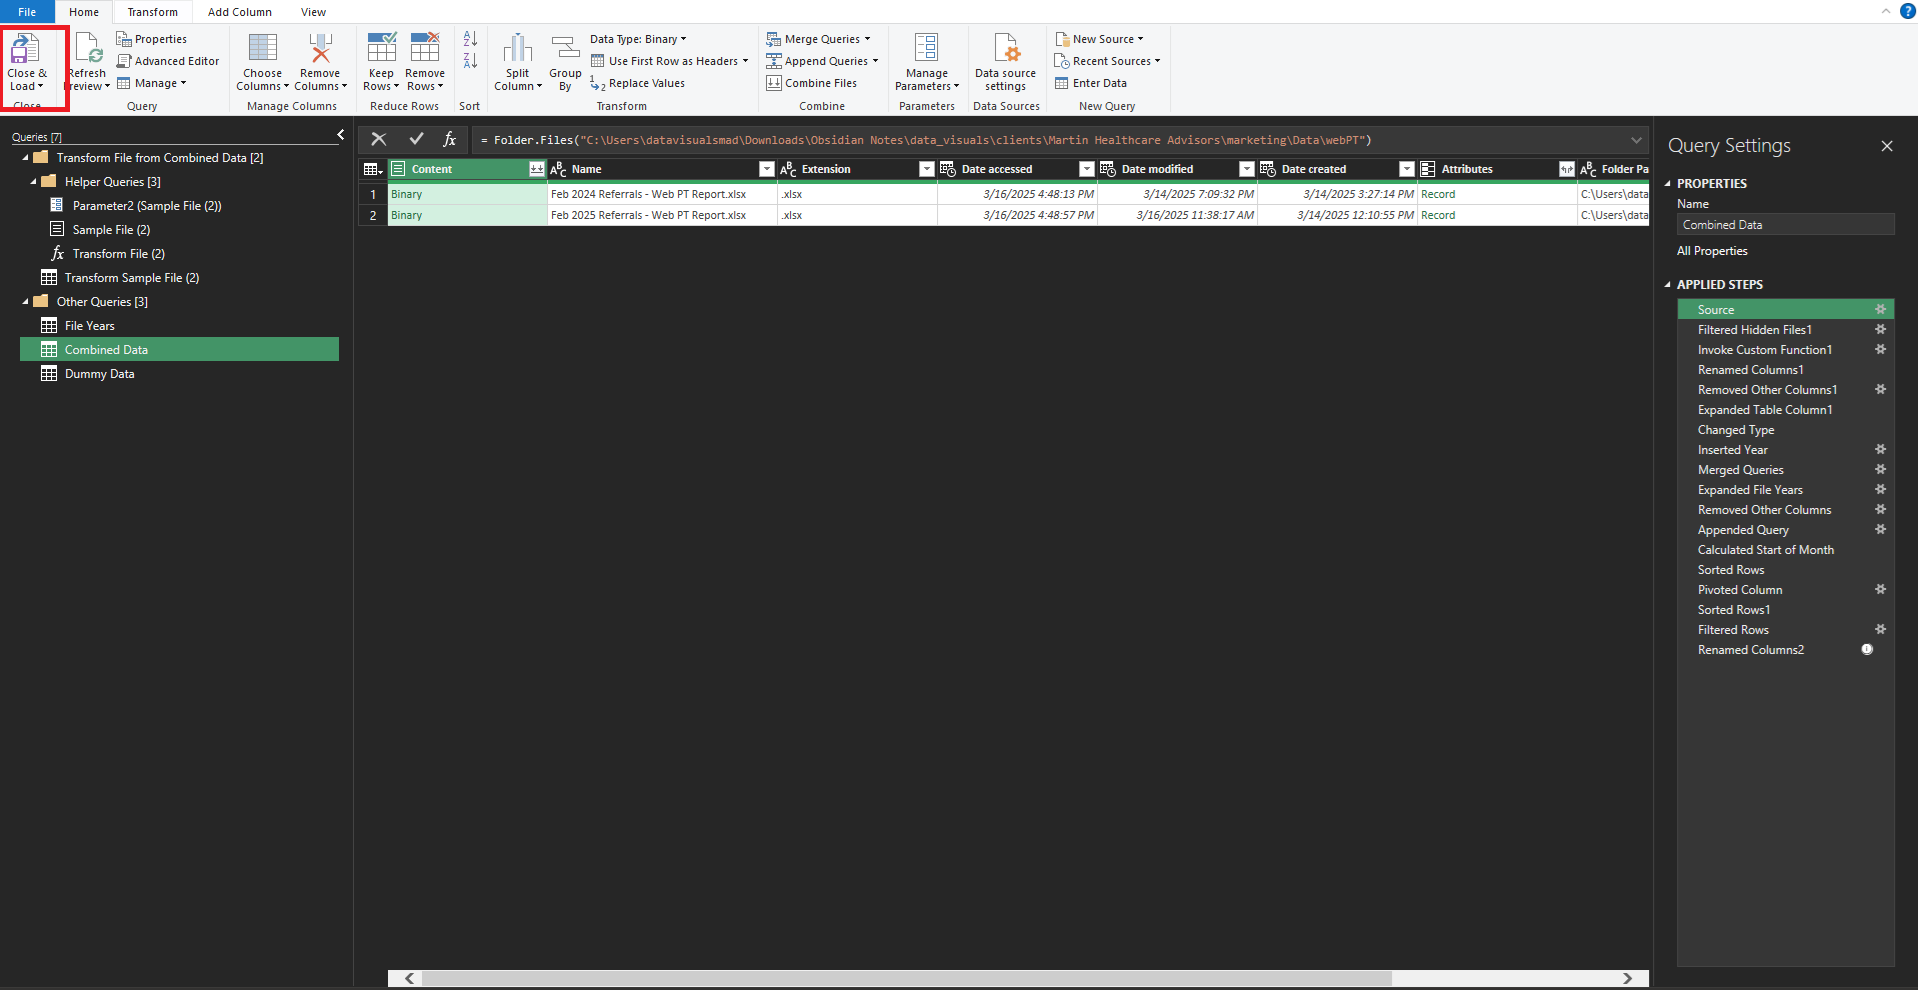 File Home Transform Add Column View
Close & Load
Close
Refresh Preview
Properties
Advanced Editor
Manage
Query
Choose Columns
Remove Columns
Manage Columns
Keep Rows
Remove Rows
Reduce Rows
Sort
Split Column
Group By
Data Type: Binary
Use First Row as Headers
Replace Values
Transform
Merge Queries
Append Queries
Combine Files
Combine
Manage Parameters
Parameters
Data source settings
Data Sources
New Source
Recent Sources
Enter Data
New Query
Queries [7]
Transform File from Combined Data [2]
Helper Queries [3]
Parameter2 (Sample File (2))
Sample File (2)
Transform File (2)
Transform Sample File (2)
Other Queries [3]
File Years
Combined Data
Dummy Data
fx = Folder.Files("C:\Users\datavisualsmad\Downloads\Obsidian Notes\data_visuals\clients\Martin Healthcare Advisors\marketing\Data\webPT")
Content Name Extension Date accessed Date modified Date created Attributes Folder Pa
1 Binary Feb 2024 Referrals - Web PT Report.xlsx .xlsx 3/16/2025 4:48:13 PM 3/14/2025 7:09:32 PM 3/14/2025 3:27:14 PM Record C:\Users\data
2 Binary Feb 2025 Referrals - Web PT Report.xlsx .xlsx 3/16/2025 4:48:57 PM 3/16/2025 11:38:17 AM 3/14/2025 12:10:55 PM Record C:\Users\data
Query Settings
PROPERTIES
Name
Combined Data
All Properties
APPLIED STEPS
Source
Filtered Hidden Files1
Invoke Custom Function1
Renamed Columns1
Removed Other Columns1
Expanded Table Column1
Changed Type
Inserted Year
Merged Queries
Expanded File Years
Removed Other Columns
Appended Query
Calculated Start of Month
Sorted Rows
Pivoted Column
Sorted Rows1
Filtered Rows
Renamed Columns2